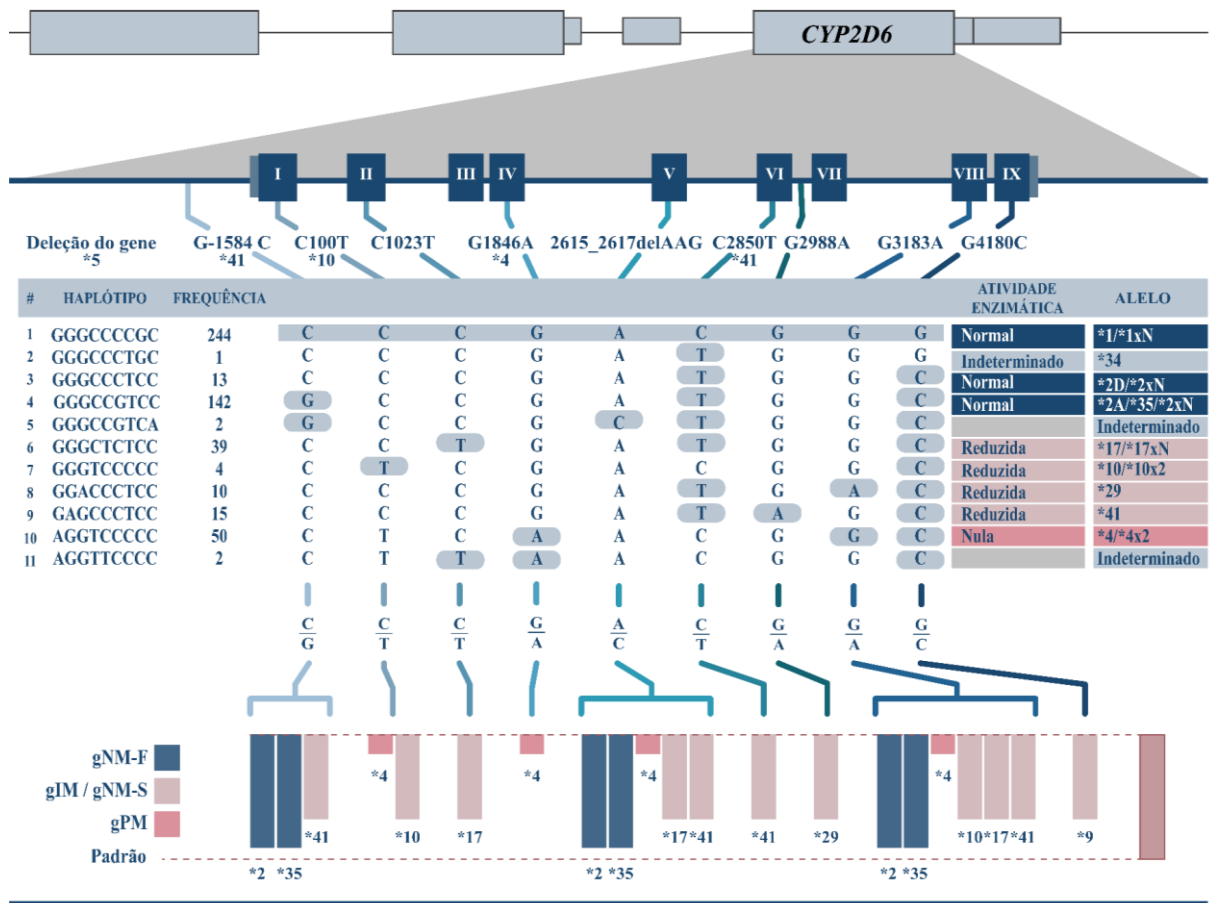 CYP2D6
I II III IV V VI VII VIII IX
Deleção do gene G-1584 C C100T C1023T G1846A 2615_2617delAAG C2850T G2988A G3183A G4180C
*5 *41 *10 *4 *41
# HAPLÓTIPO FREQUÊNCIA ATIVIDADE ENZIMÁTICA ALELO
1 GGGCCCCGC 244 C C C G A C G G G Normal *1/*1xN
2 GGGCCCTGC 1 C C C G A T G G G Indeterminado *34
3 GGGCCCTCC 13 C C C G A T G G C Normal *2D/*2xN
4 GGGCCGTCC 142 G C C G A T G G C Normal *2A/*35/*2xN
5 GGGCCGTCA 2 G C C G C T G G C Indeterminado
6 GGGCTCTCC 39 C C T G A T G G C Reduzida *17/*17xN
7 GGGTCCCCC 4 C T C G A C G G C Reduzida *10/*10x2
8 GGACCCTCC 10 C C C G A T G A C Reduzida *29
9 GAGCCCTCC 15 C C C G A T A G C Reduzida *41
10 AGGTCCCCC 50 C T C A A C G G C Nula *4/*4x2
11 AGGTTCCCC 2 C T T A A C G G C Indeterminado
C C C G A C G G G
G T T A C T A A C
gNM-F
gIM / gNM-S
gPM
*4 *4 *4 *4
*41 *10 *17 *17 *41 *41 *29 *10 *17 *41 *9
Padrão
*2 *35 *2 *35 *2 *35